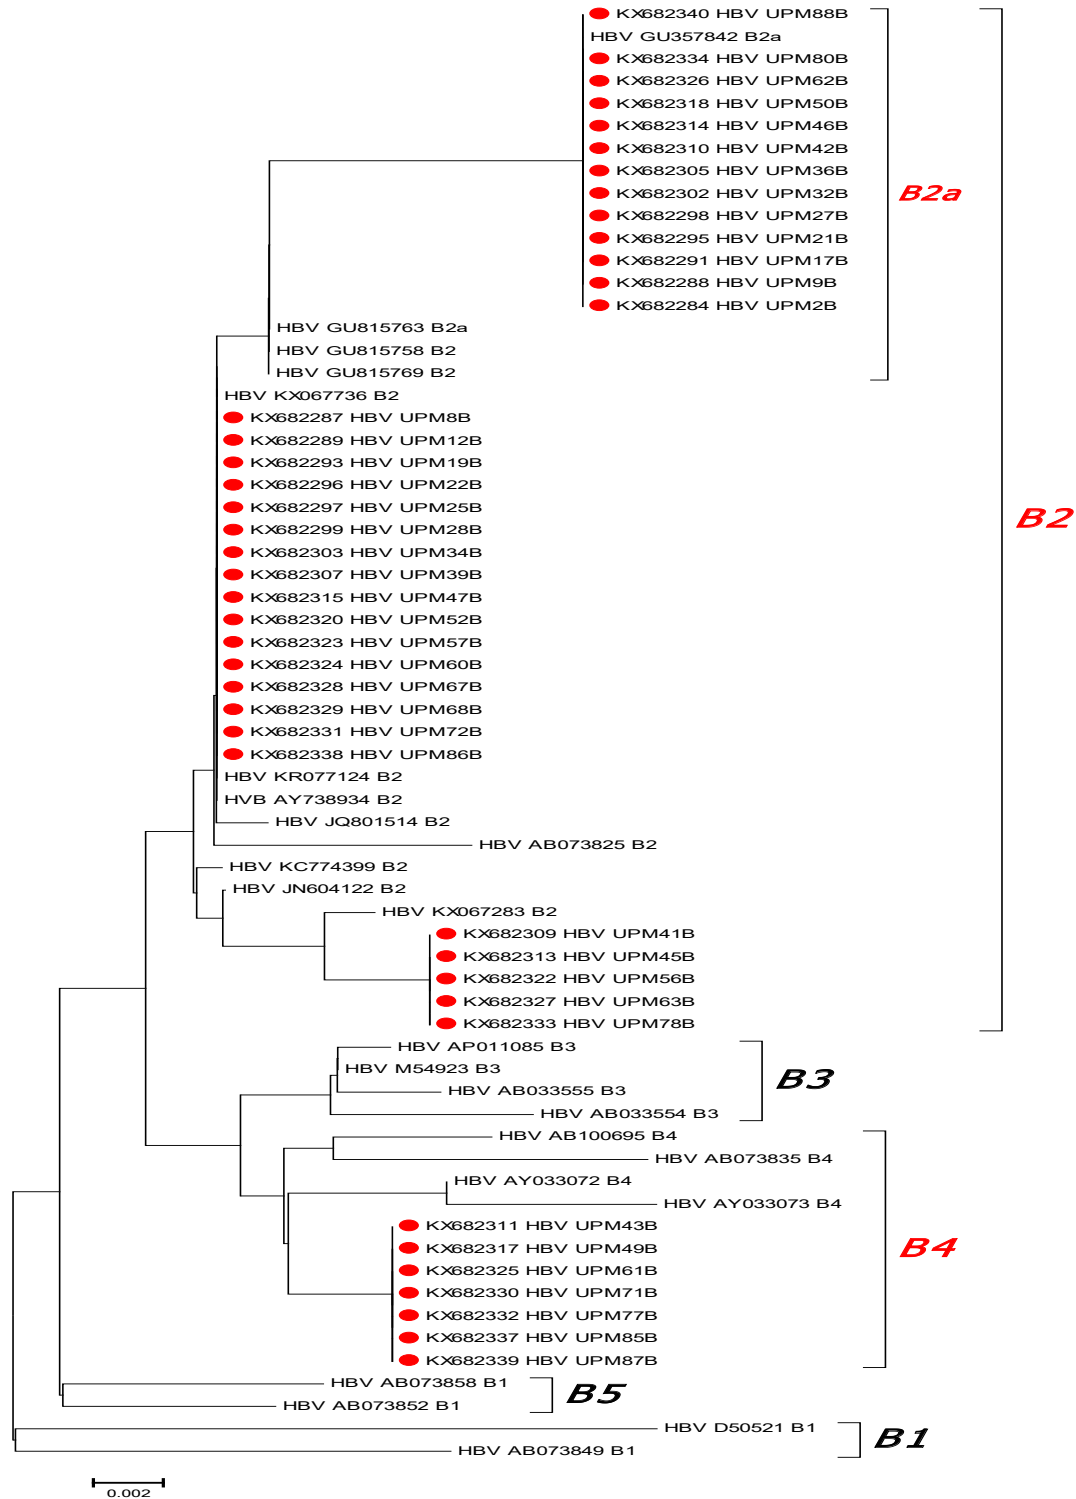 KX682340 HBV UPM88B
HBV GU357842 B2a
KX682334 HBV UPM80B
KX682326 HBV UPM62B
KX682318 HBV UPM50B
KX682314 HBV UPM46B
KX682310 HBV UPM42B
KX682305 HBV UPM36B
KX682302 HBV UPM32B
KX682298 HBV UPM27B
KX682295 HBV UPM21B
KX682291 HBV UPM17B
KX682288 HBV UPM9B
KX682284 HBV UPM2B
B2a
HBV GU815763 B2a
HBV GU815758 B2
HBV GU815769 B2
HBV KX067736 B2
KX682287 HBV UPM8B
KX682289 HBV UPM12B
KX682293 HBV UPM19B
KX682296 HBV UPM22B
KX682297 HBV UPM25B
KX682299 HBV UPM28B
KX682303 HBV UPM34B
KX682307 HBV UPM39B
KX682315 HBV UPM47B
KX682320 HBV UPM52B
KX682323 HBV UPM57B
KX682324 HBV UPM60B
KX682328 HBV UPM67B
KX682329 HBV UPM68B
KX682331 HBV UPM72B
KX682338 HBV UPM86B
HBV KR077124 B2
HVB AY738934 B2
HBV JQ801514 B2
HBV AB073825 B2
HBV KC774399 B2
HBV JN604122 B2
HBV KX067283 B2
KX682309 HBV UPM41B
KX682313 HBV UPM45B
KX682322 HBV UPM56B
KX682327 HBV UPM63B
KX682333 HBV UPM78B
B2
HBV AP011085 B3
HBV M54923 B3
HBV AB033555 B3
HBV AB033554 B3
B3
HBV AB100695 B4
HBV AB073835 B4
HBV AY033072 B4
HBV AY033073 B4
KX682311 HBV UPM43B
KX682317 HBV UPM49B
KX682325 HBV UPM61B
KX682330 HBV UPM71B
KX682332 HBV UPM77B
KX682337 HBV UPM85B
KX682339 HBV UPM87B
B4
HBV AB073858 B1
HBV AB073852 B1
B5
HBV D50521 B1
HBV AB073849 B1
B1
0.002